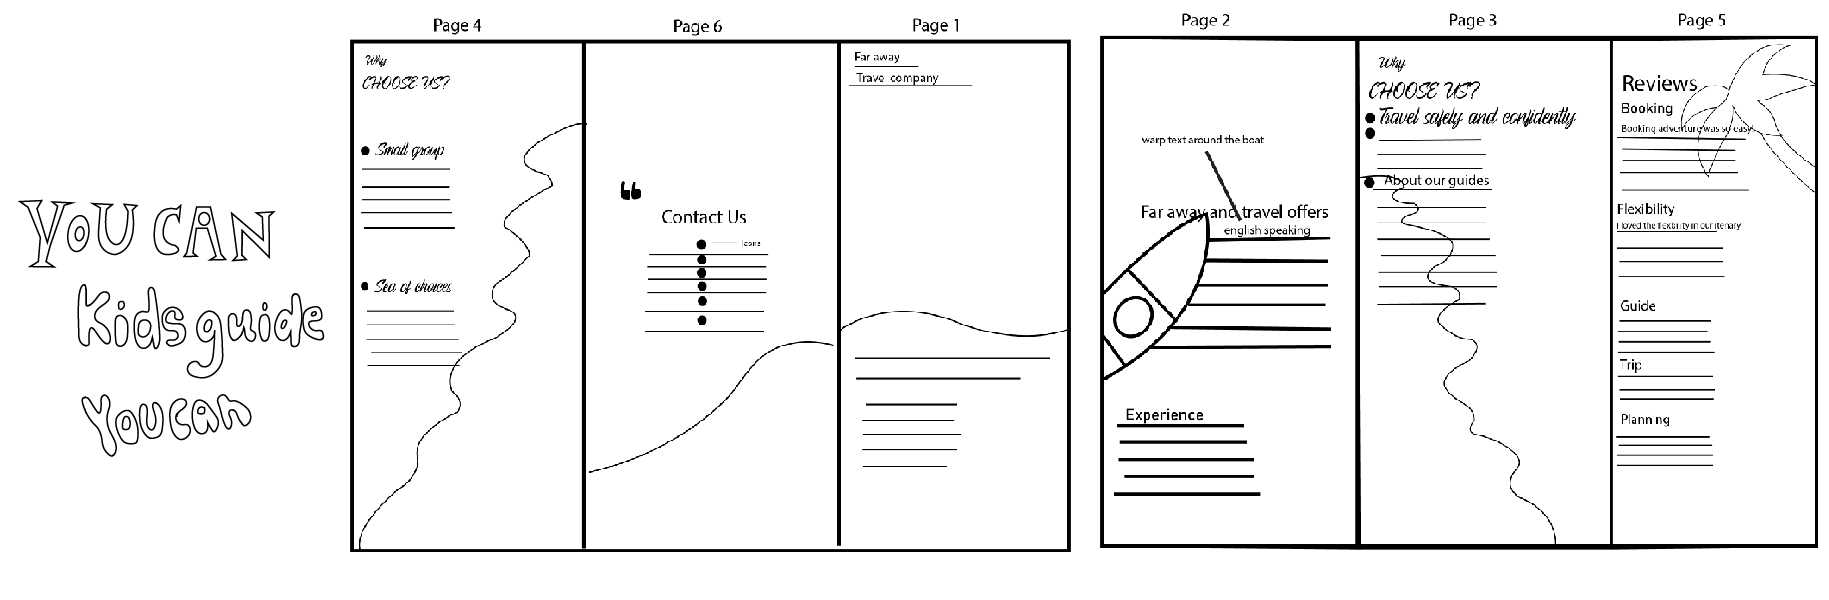 YOU CAN
Kids guide
You can
Page 4
Why
CHOOSE US?
Small group
Sea of choices
Page 6
“
Contact Us
Icons
Page 1
Far away
Trave company
Page 2
warp text around the boat
Far away and travel offers
english speaking
Experience
Page 3
Why
CHOOSE US?
Travel safely and confidently
About our guides
Page 5
Reviews
Booking
Booking adventure was so easy!
Flexibility
I loved the flexibility in our itenary
Guide
Trip
Planning